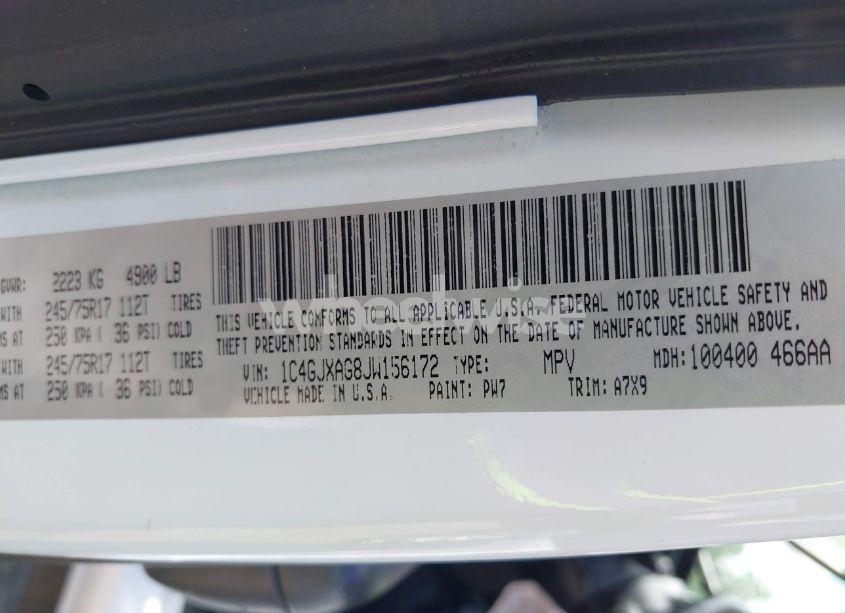 GVWR: 2223 KG 4900 LB
WITH 245/75R17 112T TIRES
MS AT 250 KPA ( 36 PSI) COLD
WITH 245/75R17 112T TIRES
MS AT 250 KPA ( 36 PSI) COLD
THIS VEHICLE CONFORMS TO ALL APPLICABLE U.S.A. FEDERAL MOTOR VEHICLE SAFETY AND
THEFT PREVENTION STANDARDS IN EFFECT ON THE DATE OF MANUFACTURE SHOWN ABOVE.
VIN: 1C4GJXAG8JW156172 TYPE: MPV MDH: 100400 466AA
VEHICLE MADE IN U.S.A. PAINT: PW7 TRIM: A7X9